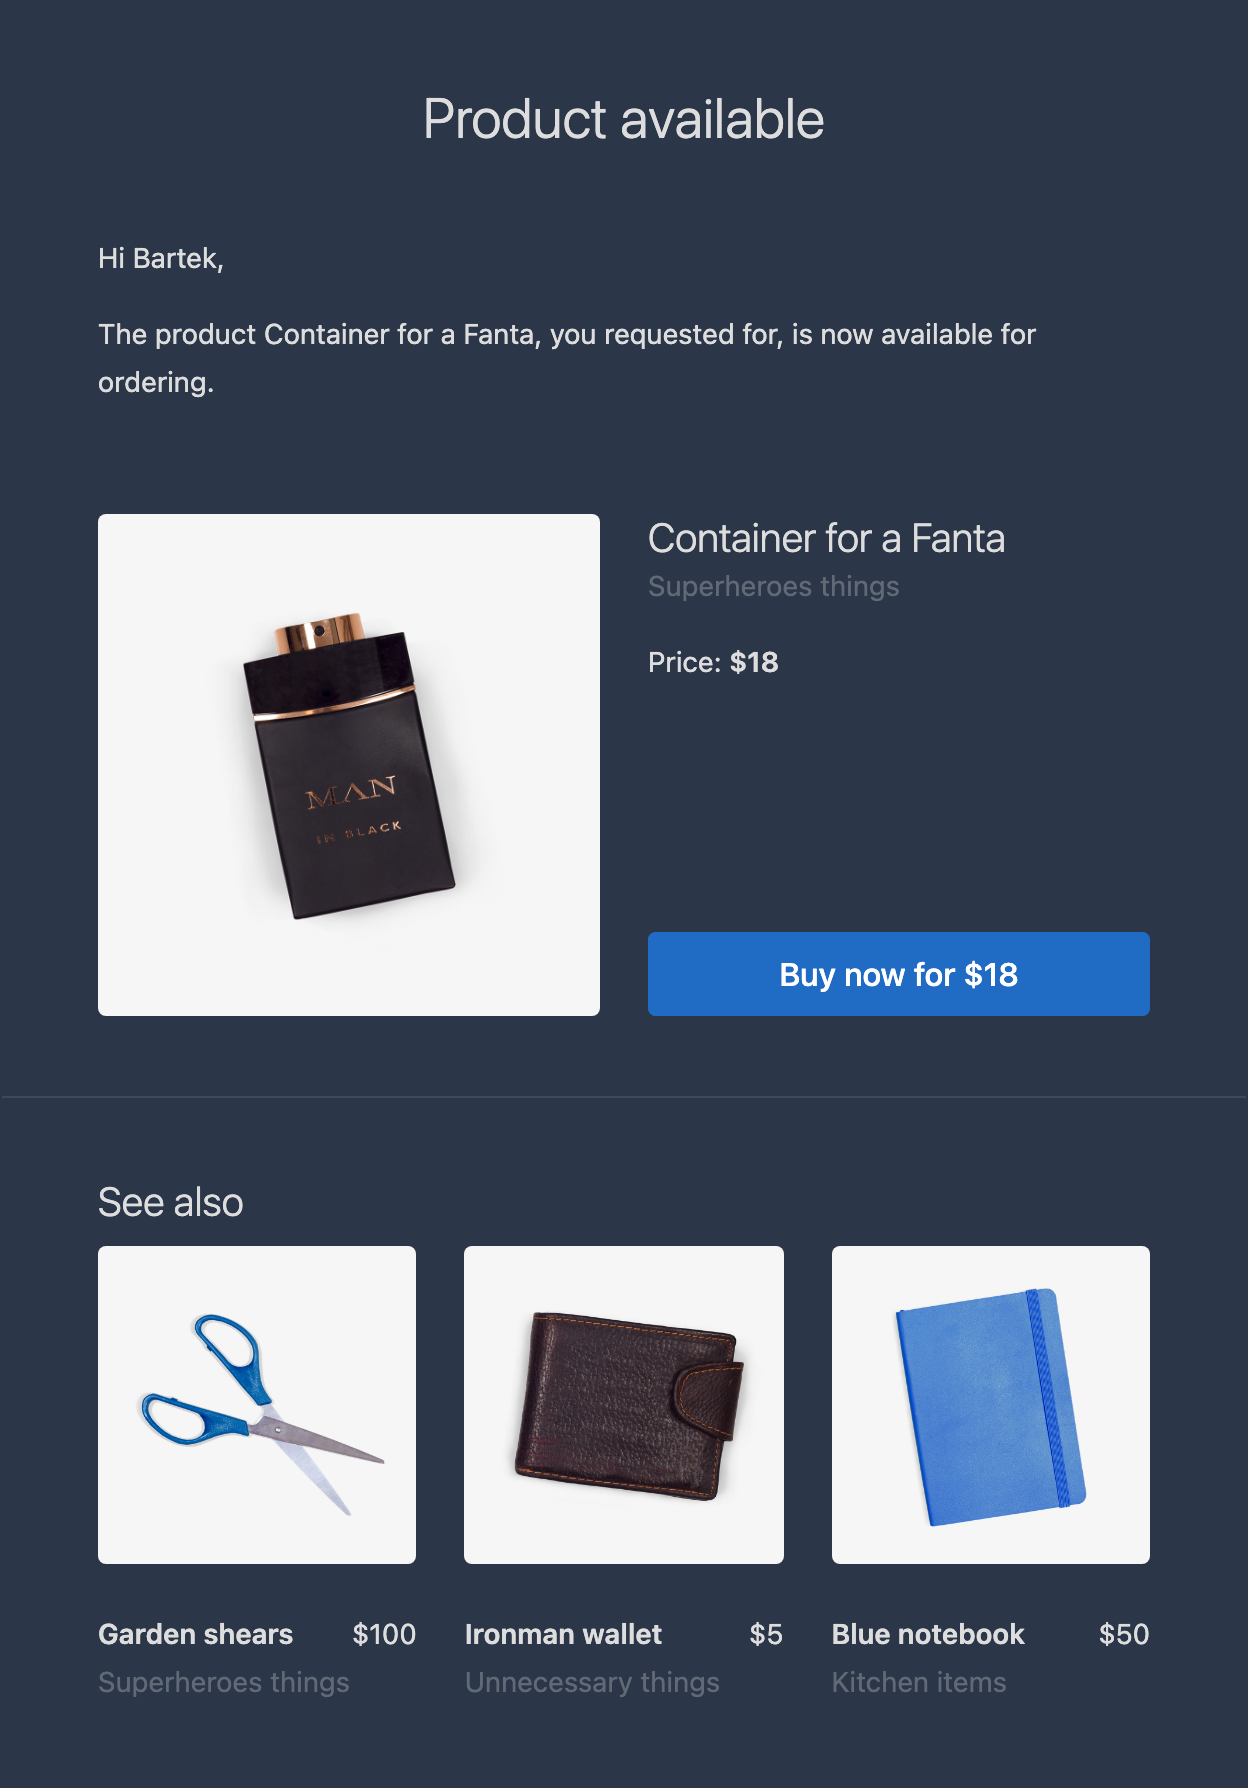 Product available
Hi Bartek,
The product Container for a Fanta, you requested for, is now available for
ordering.
MAN
IN BLACK
Container for a Fanta
Superheroes things
Price: $18
Buy now for $18
See also
Garden shears $100
Superheroes things
Ironman wallet $5
Unnecessary things
Blue notebook $50
Kitchen items